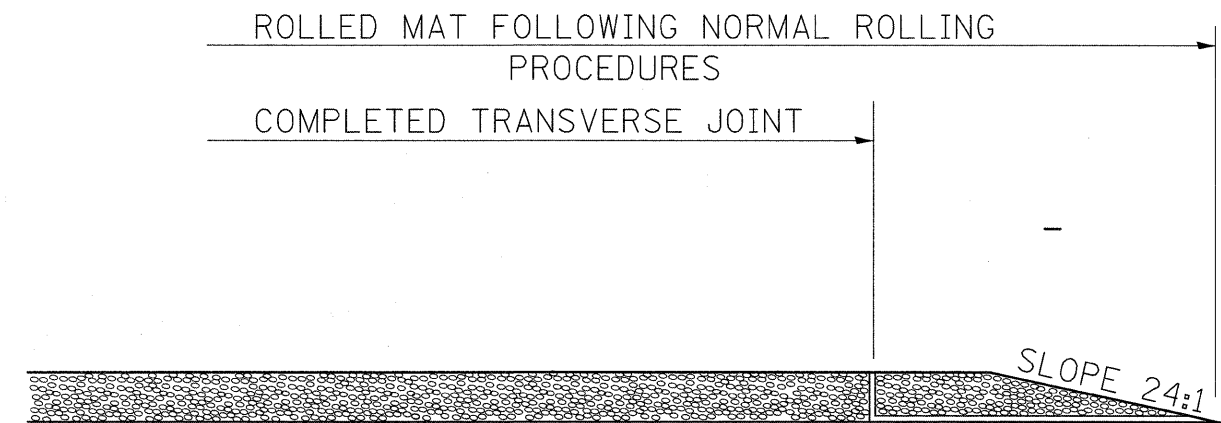 ROLLED MAT FOLLOWING NORMAL ROLLING
PROCEDURES
COMPLETED TRANSVERSE JOINT
SLOPE 24:1